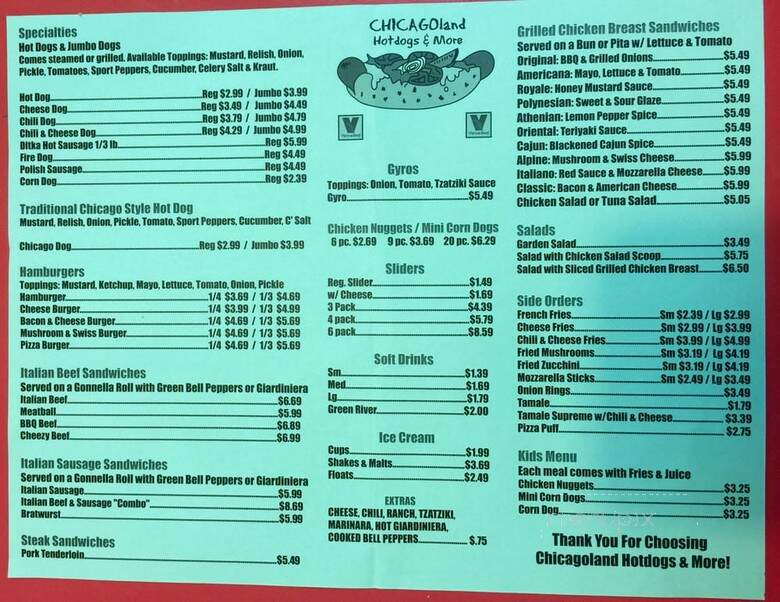 Specialties
Hot Dogs & Jumbo Dogs
Comes steamed or grilled. Available Toppings: Mustard, Relish, Onion,
Pickle, Tomatoes, Sport Peppers, Cucumber, Celery Salt & Kraut.
Hot Dog Reg $2.99 / Jumbo $3.99
Cheese Dog Reg $3.49 / Jumbo $4.49
Chili Dog Reg $3.79 / Jumbo $4.79
Chili & Cheese Dog Reg $4.29 / Jumbo $4.99
Ditka Hot Sausage 1/3 lb Reg $5.99
Fire Dog Reg $4.49
Polish Sausage Reg $4.49
Corn Dog Reg $2.39
Traditional Chicago Style Hot Dog
Mustard, Relish, Onion, Pickle, Tomato, Sport Peppers, Cucumber, C' Salt
Chicago Dog Reg $2.99 / Jumbo $3.99
Hamburgers
Toppings: Mustard, Ketchup, Mayo, Lettuce, Tomato, Onion, Pickle
Hamburger 1/4 $3.69 / 1/3 $4.69
Cheese Burger 1/4 $3.99 / 1/3 $4.99
Bacon & Cheese Burger 1/4 $4.69 / 1/3 $5.69
Mushroom & Swiss Burger 1/4 $4.69 / 1/3 $5.69
Pizza Burger 1/4 $4.69 / 1/3 $5.69
Italian Beef Sandwiches
Served on a Gonnella Roll with Green Bell Peppers or Giardiniera
Italian Beef $6.69
Meatball $5.99
BBQ Beef $6.89
Cheezy Beef $6.99
Italian Sausage Sandwiches
Served on a Gonnella Roll with Green Bell Peppers or Giardiniera
Italian Sausage $5.99
Italian Beef & Sausage "Combo" $8.69
Bratwurst $5.99
Steak Sandwiches
Pork Tenderloin $5.49
CHICAGOland
Hotdogs & More
Gyros
Toppings: Onion, Tomato, Tzatziki Sauce
Gyro $5.49
Chicken Nuggets / Mini Corn Dogs
6 pc. $2.69 9 pc. $3.69 20 pc. $6.29
Sliders
Reg. Slider $1.49
w/ Cheese $1.69
3 Pack $4.39
4 pack $5.79
6 pack $8.59
Soft Drinks
Sm $1.39
Med $1.69
Lg $1.79
Green River $2.00
Ice Cream
Cups $1.99
Shakes & Malts $3.69
Floats $2.49
EXTRAS
CHEESE, CHILI, RANCH, TZATZIKI,
MARINARA, HOT GIARDINIERA,
COOKED BELL PEPPERS $.75
Grilled Chicken Breast Sandwiches
Served on a Bun or Pita w/ Lettuce & Tomato
Original: BBQ & Grilled Onions $5.49
Americana: Mayo, Lettuce & Tomato $5.49
Royale: Honey Mustard Sauce $5.49
Polynesian: Sweet & Sour Glaze $5.49
Athenian: Lemon Pepper Spice $5.49
Oriental: Teriyaki Sauce $5.49
Cajun: Blackened Cajun Spice $5.49
Alpine: Mushroom & Swiss Cheese $5.99
Italiano: Red Sauce & Mozzarella Cheese $5.99
Classic: Bacon & American Cheese $5.99
Chicken Salad or Tuna Salad $5.05
Salads
Garden Salad $3.49
Salad with Chicken Salad Scoop $5.75
Salad with Sliced Grilled Chicken Breast $6.50
Side Orders
French Fries Sm $2.39 / Lg $2.99
Cheese Fries Sm $2.99 / Lg $3.99
Chili & Cheese Fries Sm $3.99 / Lg $4.99
Fried Mushrooms Sm $3.19 / Lg $4.19
Fried Zucchini Sm $3.19 / Lg $4.19
Mozzarella Sticks Sm $2.49 / Lg $3.49
Onion Rings $3.49
Tamale $1.79
Tamale Supreme w/Chili & Cheese $3.39
Pizza Puff $2.75
Kids Menu
Each meal comes with Fries & Juice
Chicken Nuggets $3.25
Mini Corn Dogs $3.25
Corn Dog $3.25
Thank You For Choosing
Chicagoland Hotdogs & More!